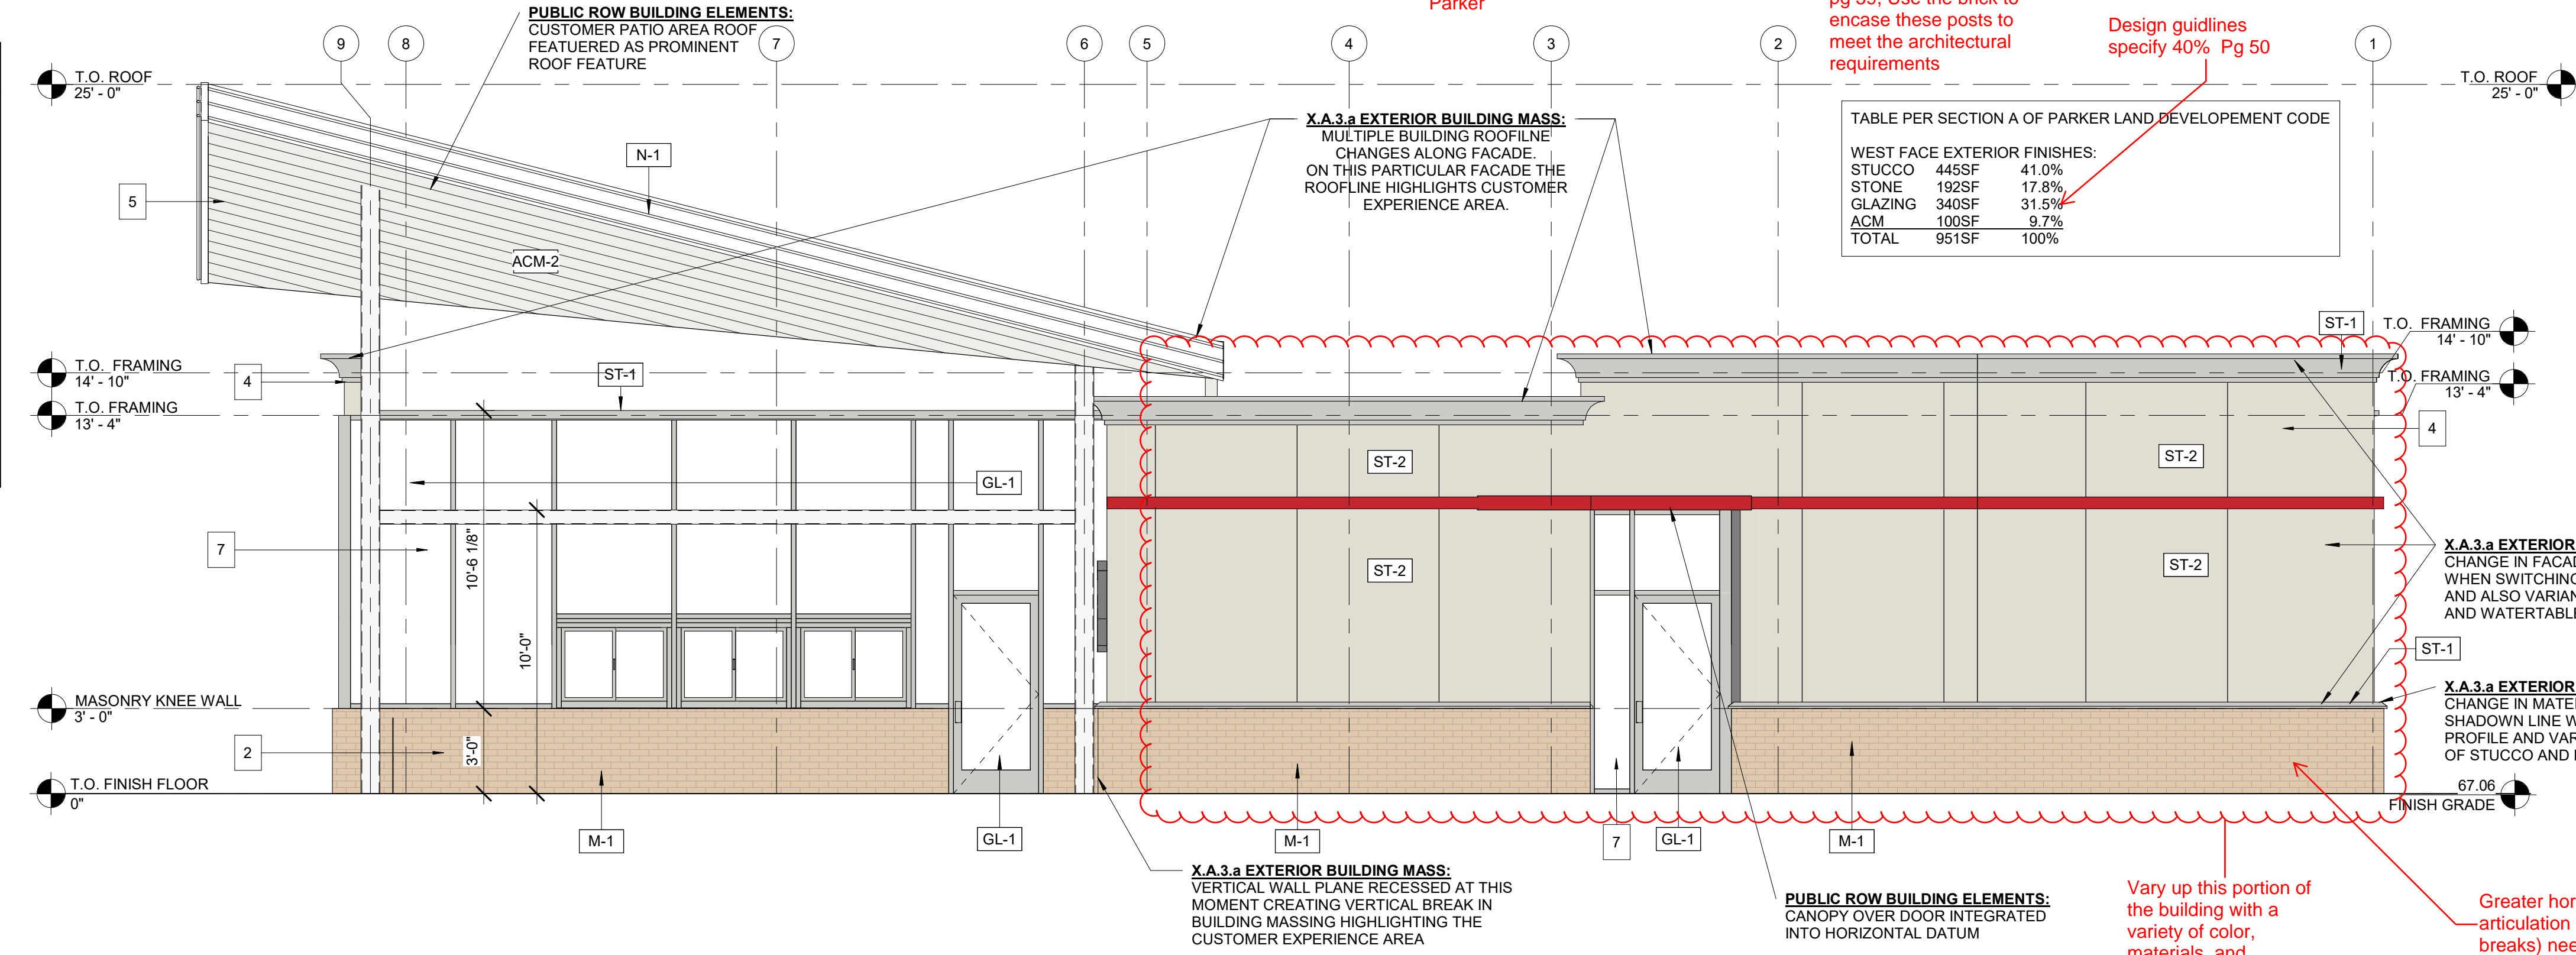 PUBLIC ROW BUILDING ELEMENTS:
CUSTOMER PATIO AREA ROOF
FEATUERED AS PROMINENT
ROOF FEATURE
Parker
encase these posts to
meet the architectural
requirements
Design guidlines
specify 40% Pg 50
9
8
7
6
5
4
3
2
1
T.O. ROOF
25' - 0"
T.O. ROOF
25' - 0"
N-1
5
ACM-2
X.A.3.a EXTERIOR BUILDING MASS:
MULTIPLE BUILDING ROOFILNE
CHANGES ALONG FACADE.
ON THIS PARTICULAR FACADE THE
ROOFLINE HIGHLIGHTS CUSTOMER
EXPERIENCE AREA.
TABLE PER SECTION A OF PARKER LAND DEVELOPEMENT CODE
WEST FACE EXTERIOR FINISHES:
STUCCO 445SF 41.0%
STONE 192SF 17.8%
GLAZING 340SF 31.5%
ACM 100SF 9.7%
TOTAL 951SF 100%
T.O. FRAMING
14' - 10"
T.O. FRAMING
13' - 4"
4
ST-1
ST-1
T.O. FRAMING
14' - 10"
T.O. FRAMING
13' - 4"
4
GL-1
ST-2
ST-2
7
10'-6 1/8"
10'-0"
ST-2
ST-2
X.A.3.a EXTERIOR
CHANGE IN FACAD
WHEN SWITCHING
AND ALSO VARIAN
AND WATERTABLE
ST-1
MASONRY KNEE WALL
3' - 0"
2
3'-0"
X.A.3.a EXTERIOR
CHANGE IN MATER
SHADOWN LINE W
PROFILE AND VAR
OF STUCCO AND
T.O. FINISH FLOOR
0"
67.06
FINISH GRADE
M-1
GL-1
M-1
7
GL-1
M-1
X.A.3.a EXTERIOR BUILDING MASS:
VERTICAL WALL PLANE RECESSED AT THIS
MOMENT CREATING VERTICAL BREAK IN
BUILDING MASSING HIGHLIGHTING THE
CUSTOMER EXPERIENCE AREA
PUBLIC ROW BUILDING ELEMENTS:
CANOPY OVER DOOR INTEGRATED
INTO HORIZONTAL DATUM
Vary up this portion of
the building with a
variety of color,
materials, and
Greater hor
articulation
breaks) nee